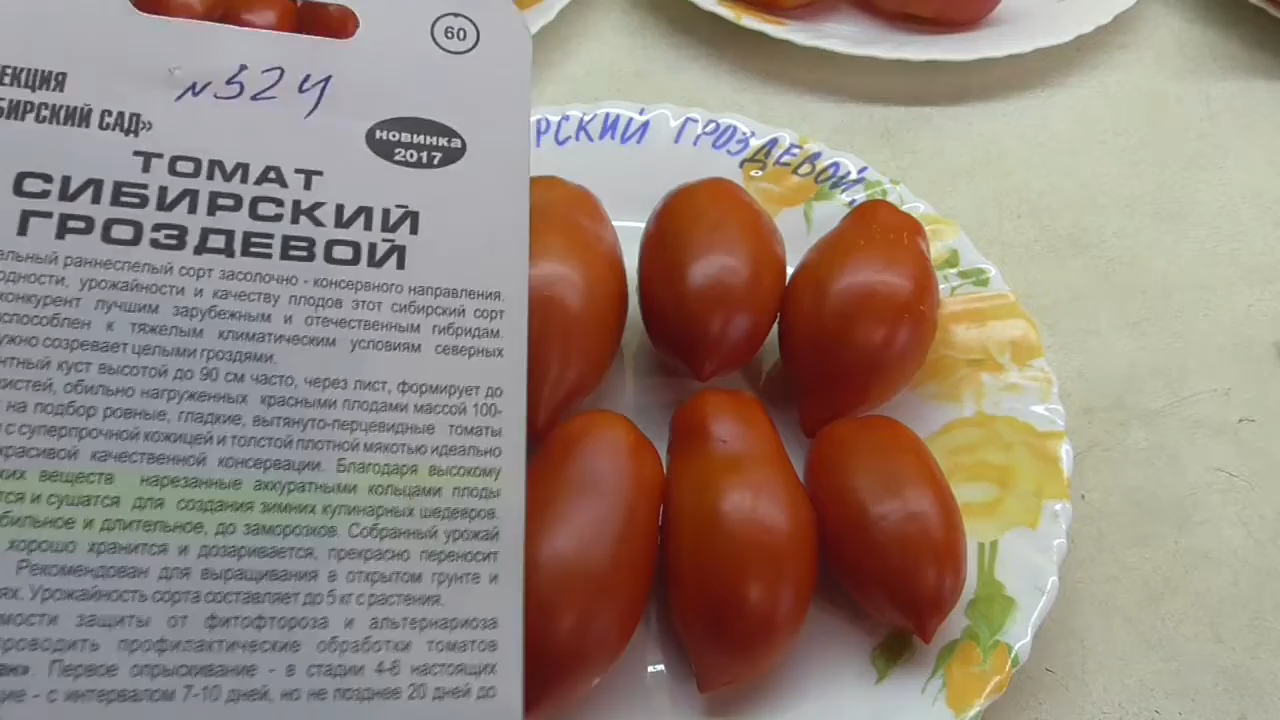 60
№524
ЕКЦИЯ
БИРСКИЙ САД»
НОВИНКА
2017
ТОМАТ
СИБИРСКИЙ
ГРОЗДЕВОЙ
РСКИЙ ГРОЗДЕВОЙ
ельный раннеспелый сорт засолочно - консервного направления.
одности, урожайности и качеству плодов этот сибирский сорт
конкурент лучшим зарубежным и отечественным гибридам.
испособлен к тяжелым климатическим условиям северных
ужно созревает целыми гроздями.
нтный куст высотой до 90 см часто, через лист, формирует до
кистей, обильно нагруженных красными плодами массой 100-
на подбор ровные, гладкие, вытянуто-перцевидные томаты
с суперпрочной кожицей и толстой плотной мякотью идеально
красивой качественной консервации. Благодаря высокому
ких веществ нарезанные аккуратными кольцами плоды
тся и сушатся для создания зимних кулинарных шедевров.
бильное и длительное, до заморозков. Собранный урожай
хорошо хранится и дозаривается, прекрасно переносит
Рекомендован для выращивания в открытом грунте и
ях. Урожайность сорта составляет до 5 кг с растения.
мости защиты от фитофтороза и альтернариоза
проводить профилактические обработки томатов
Первое опрыскивание - в стадии 4-6 настоящих
ие - с интервалом 7-10 дней, но не позднее 20 дней до